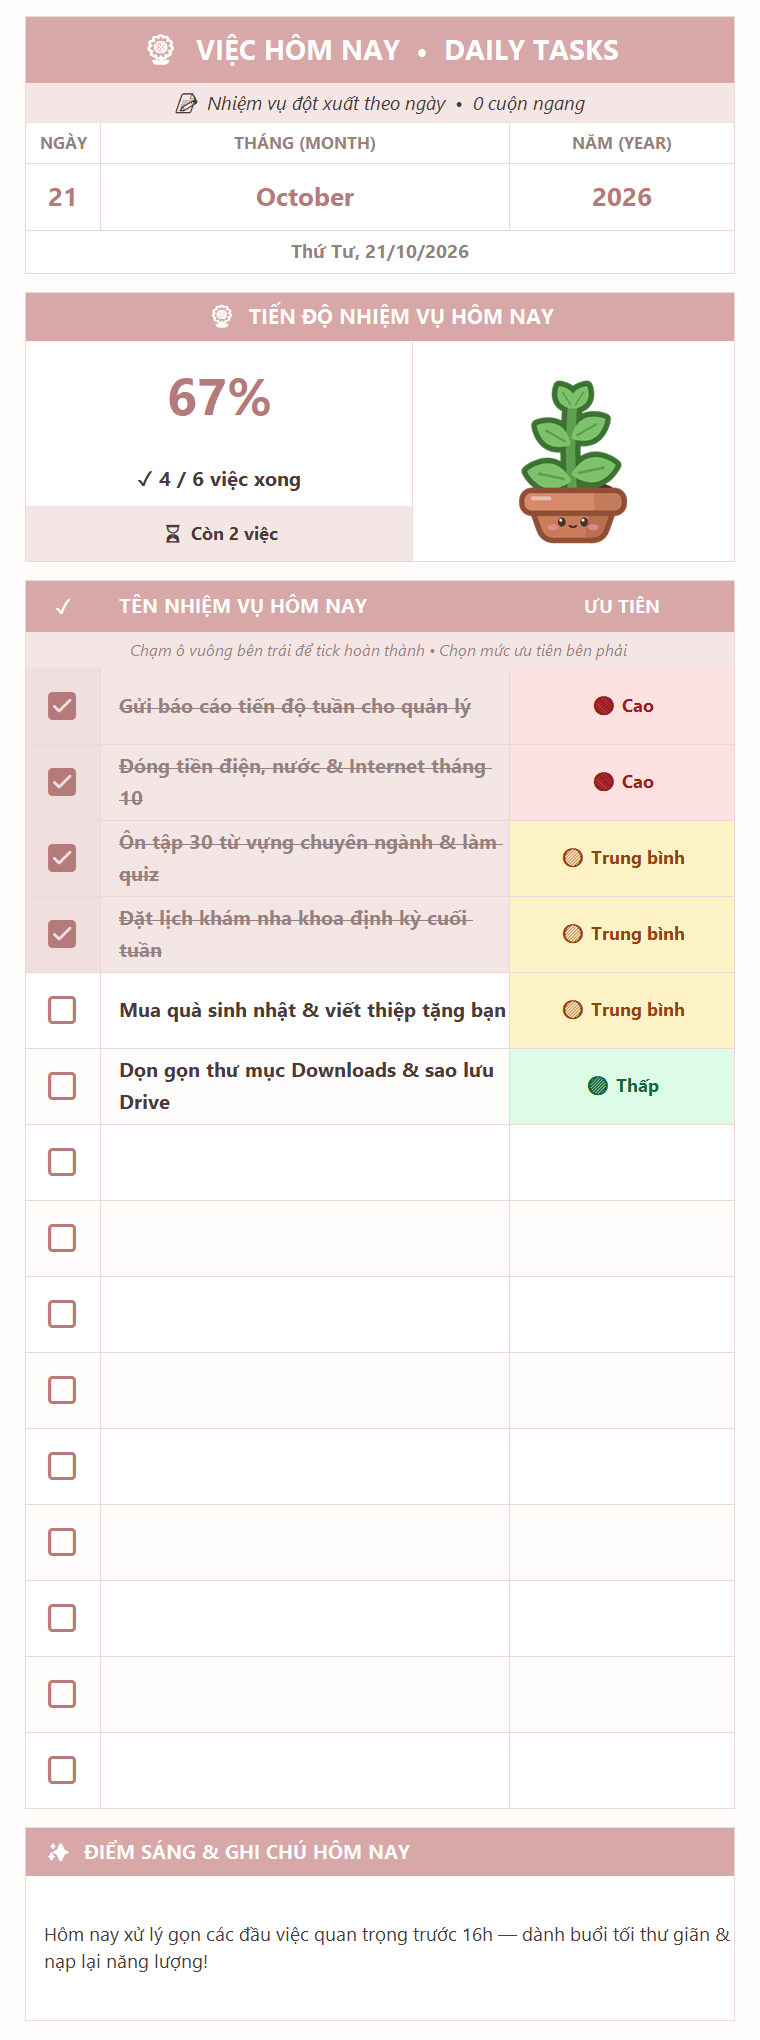 VIỆC HÔM NAY • DAILY TASKS
Nhiệm vụ đột xuất theo ngày • 0 cuộn ngang
NGÀY THÁNG (MONTH) NĂM (YEAR)
21 October 2026
Thứ Tư, 21/10/2026
TIẾN ĐỘ NHIỆM VỤ HÔM NAY
67%
✓ 4 / 6 việc xong
⏳ Còn 2 việc
✓ TÊN NHIỆM VỤ HÔM NAY ƯU TIÊN
Chạm ô vuông bên trái để tick hoàn thành • Chọn mức ưu tiên bên phải
Gửi báo cáo tiến độ tuần cho quản lý Cao
Đóng tiền điện, nước & Internet tháng
10
Cao
Ôn tập 30 từ vựng chuyên ngành & làm
quiz
Trung bình
Đặt lịch khám nha khoa định kỳ cuối
tuần
Trung bình
Mua quà sinh nhật & viết thiệp tặng bạn Trung bình
Dọn gọn thư mục Downloads & sao lưu
Drive
Thấp
ĐIỂM SÁNG & GHI CHÚ HÔM NAY
Hôm nay xử lý gọn các đầu việc quan trọng trước 16h — dành buổi tối thư giãn &
nạp lại năng lượng!